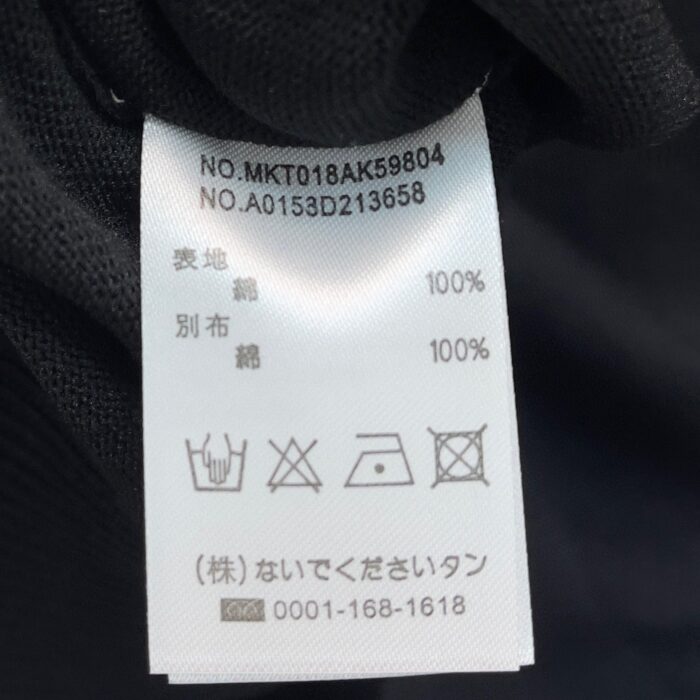 NO.MKT018AK59804
NO.A0153D213658
表地
綿 100%
別布
綿 100%
(株)ないでくださいタン
0001-168-1618